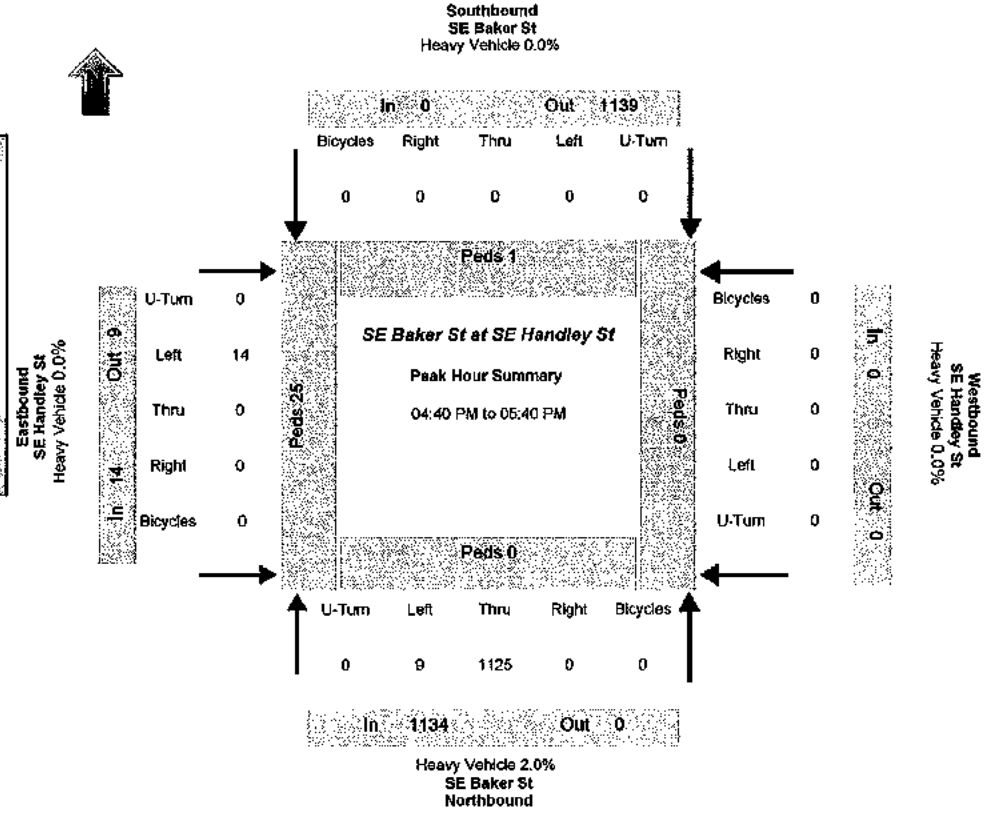 Southbound
SE Baker St
Heavy Vehicle 0.0%
In 0 Out 1139
Bicycles Right Thru Left U-Turn
0 0 0 0 0
Peds 1
U-Turn 0
Left 14
Thru 0
Right 0
Bicycles 0
In 14 Out 9
Eastbound
SE Handley St
Heavy Vehicle 0.0%
Peds 25
SE Baker St at SE Handley St
Peak Hour Summary
04:40 PM to 05:40 PM
Peds 0
Bicycles 0
Right 0
Thru 0
Left 0
U-Turn 0
In 0 Out 0
Westbound
SE Handley St
Heavy Vehicle 0.0%
Peds 0
U-Turn Left Thru Right Bicycles
0 9 1125 0 0
In 1134 Out 0
Heavy Vehicle 2.0%
SE Baker St
Northbound